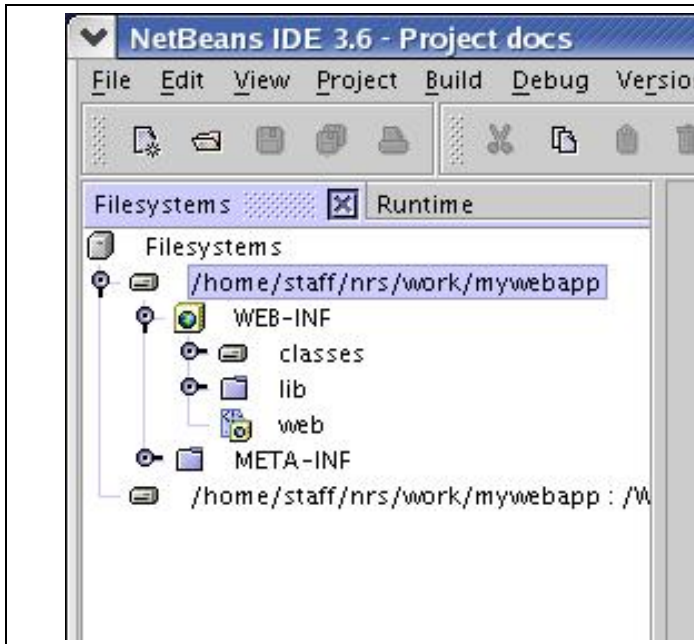 NetBeans IDE 3.6 - Project docs
File Edit View Project Build Debug Versio
Filesystems Runtime
Filesystems
/home/staff/nrs/work/mywebapp
WEB-INF
classes
lib
web
META-INF
/home/staff/nrs/work/mywebapp : /W